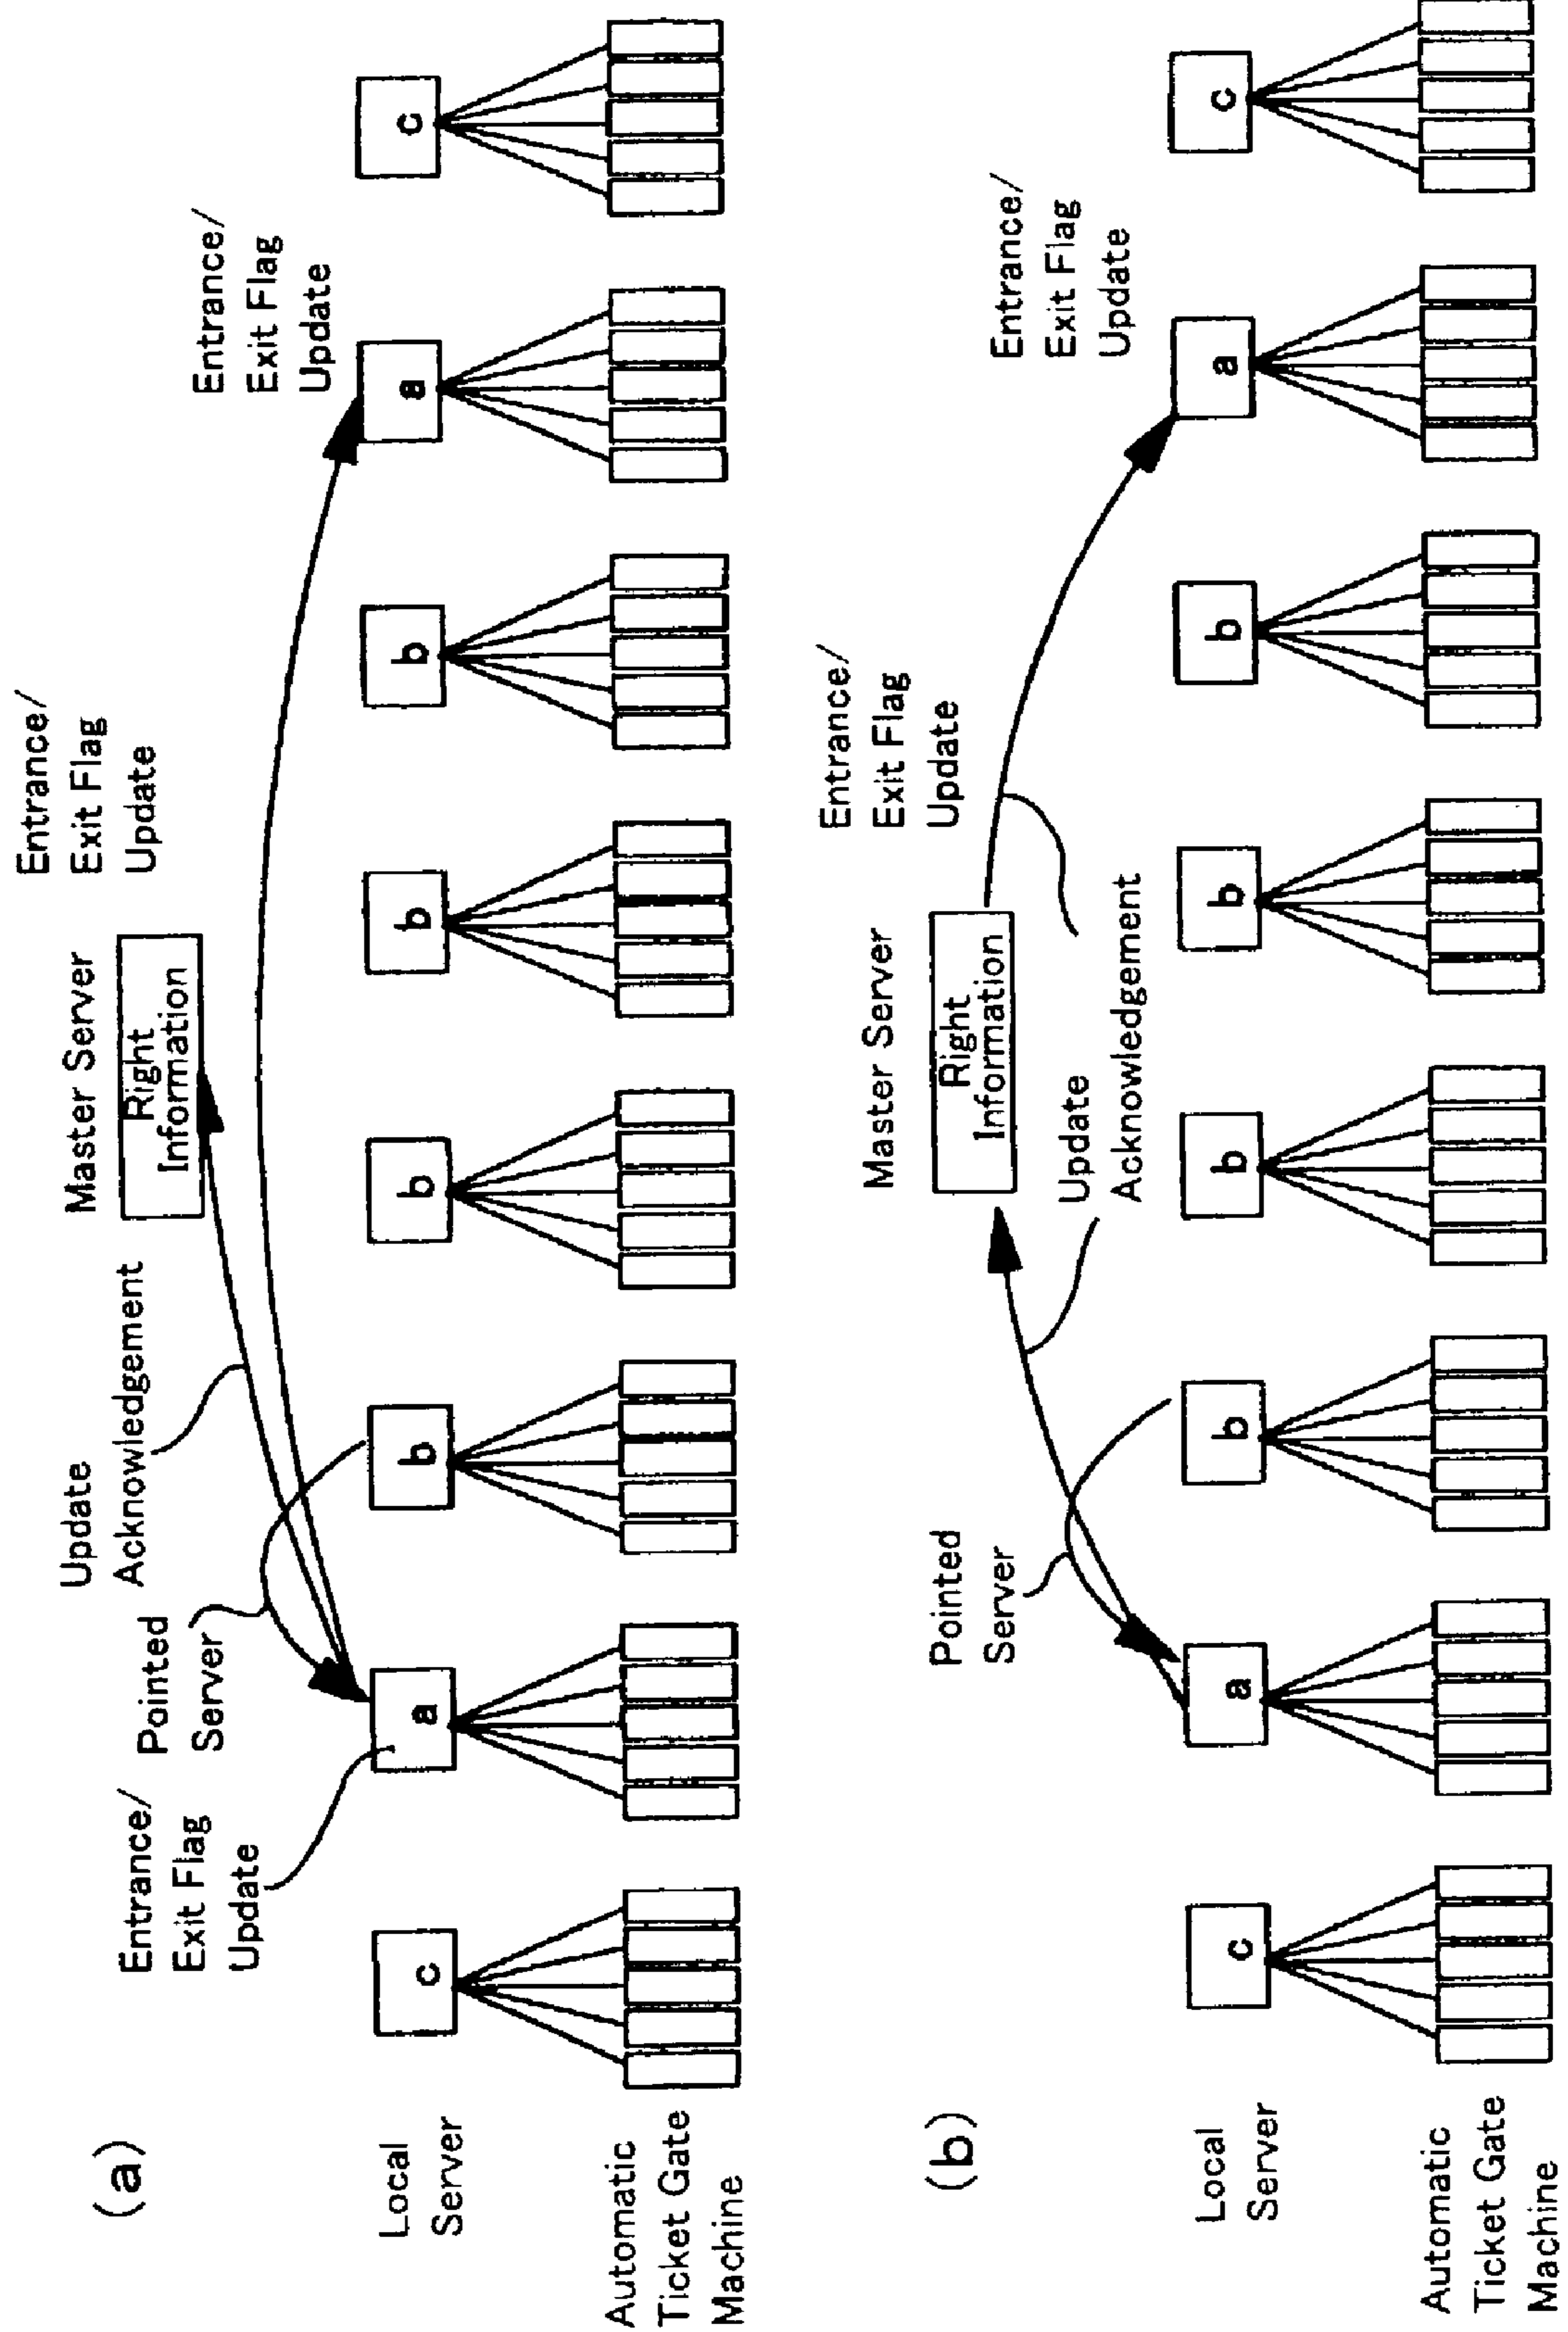 (a)
Entrance/
Exit Flag
Update
Pointed
Server
Update
Acknowledgement
Master Server
Right
Information
Entrance/
Exit Flag
Update
Entrance/
Exit Flag
Update
Local
Server
c
a
b
b
b
b
a
c
Automatic
Ticket Gate
Machine
(b)
Pointed
Server
Master Server
Right
Information
Update
Acknowledgement
Entrance/
Exit Flag
Update
Entrance/
Exit Flag
Update
Local
Server
c
a
b
b
b
b
a
c
Automatic
Ticket Gate
Machine